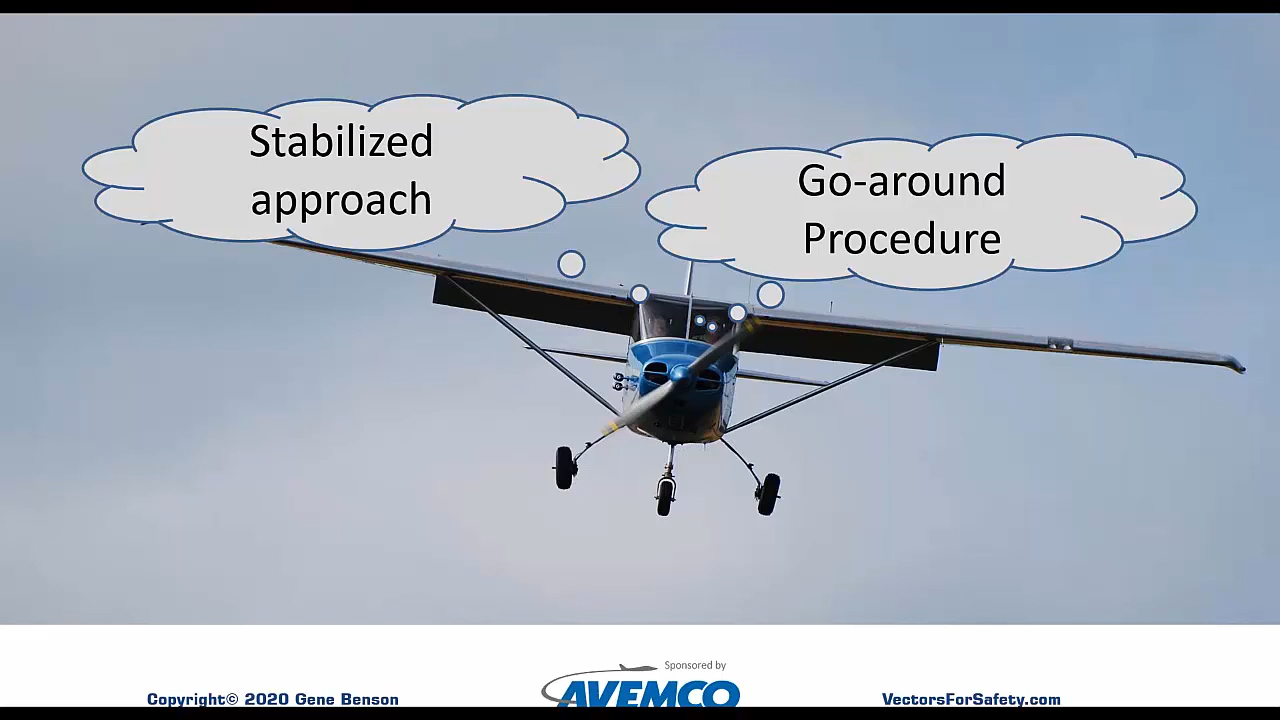 Stabilized
approach
Go-around
Procedure
Sponsored by
AVEMCO
Copyright© 2020 Gene Benson
VectorsForSafety.com